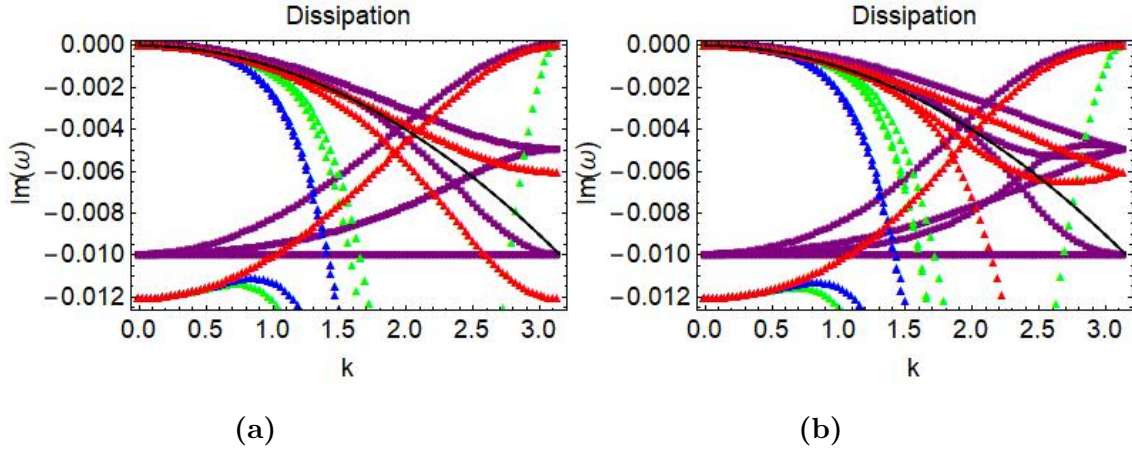 Dissipation Dissipation
0.000 0.000
−0.002 −0.002
−0.004 −0.004
Im(ω) −0.006 Im(ω) −0.006
−0.008 −0.008
−0.010 −0.010
−0.012 −0.012
0.0 0.5 1.0 1.5 2.0 2.5 3.0 0.0 0.5 1.0 1.5 2.0 2.5 3.0
k k
(a) (b)